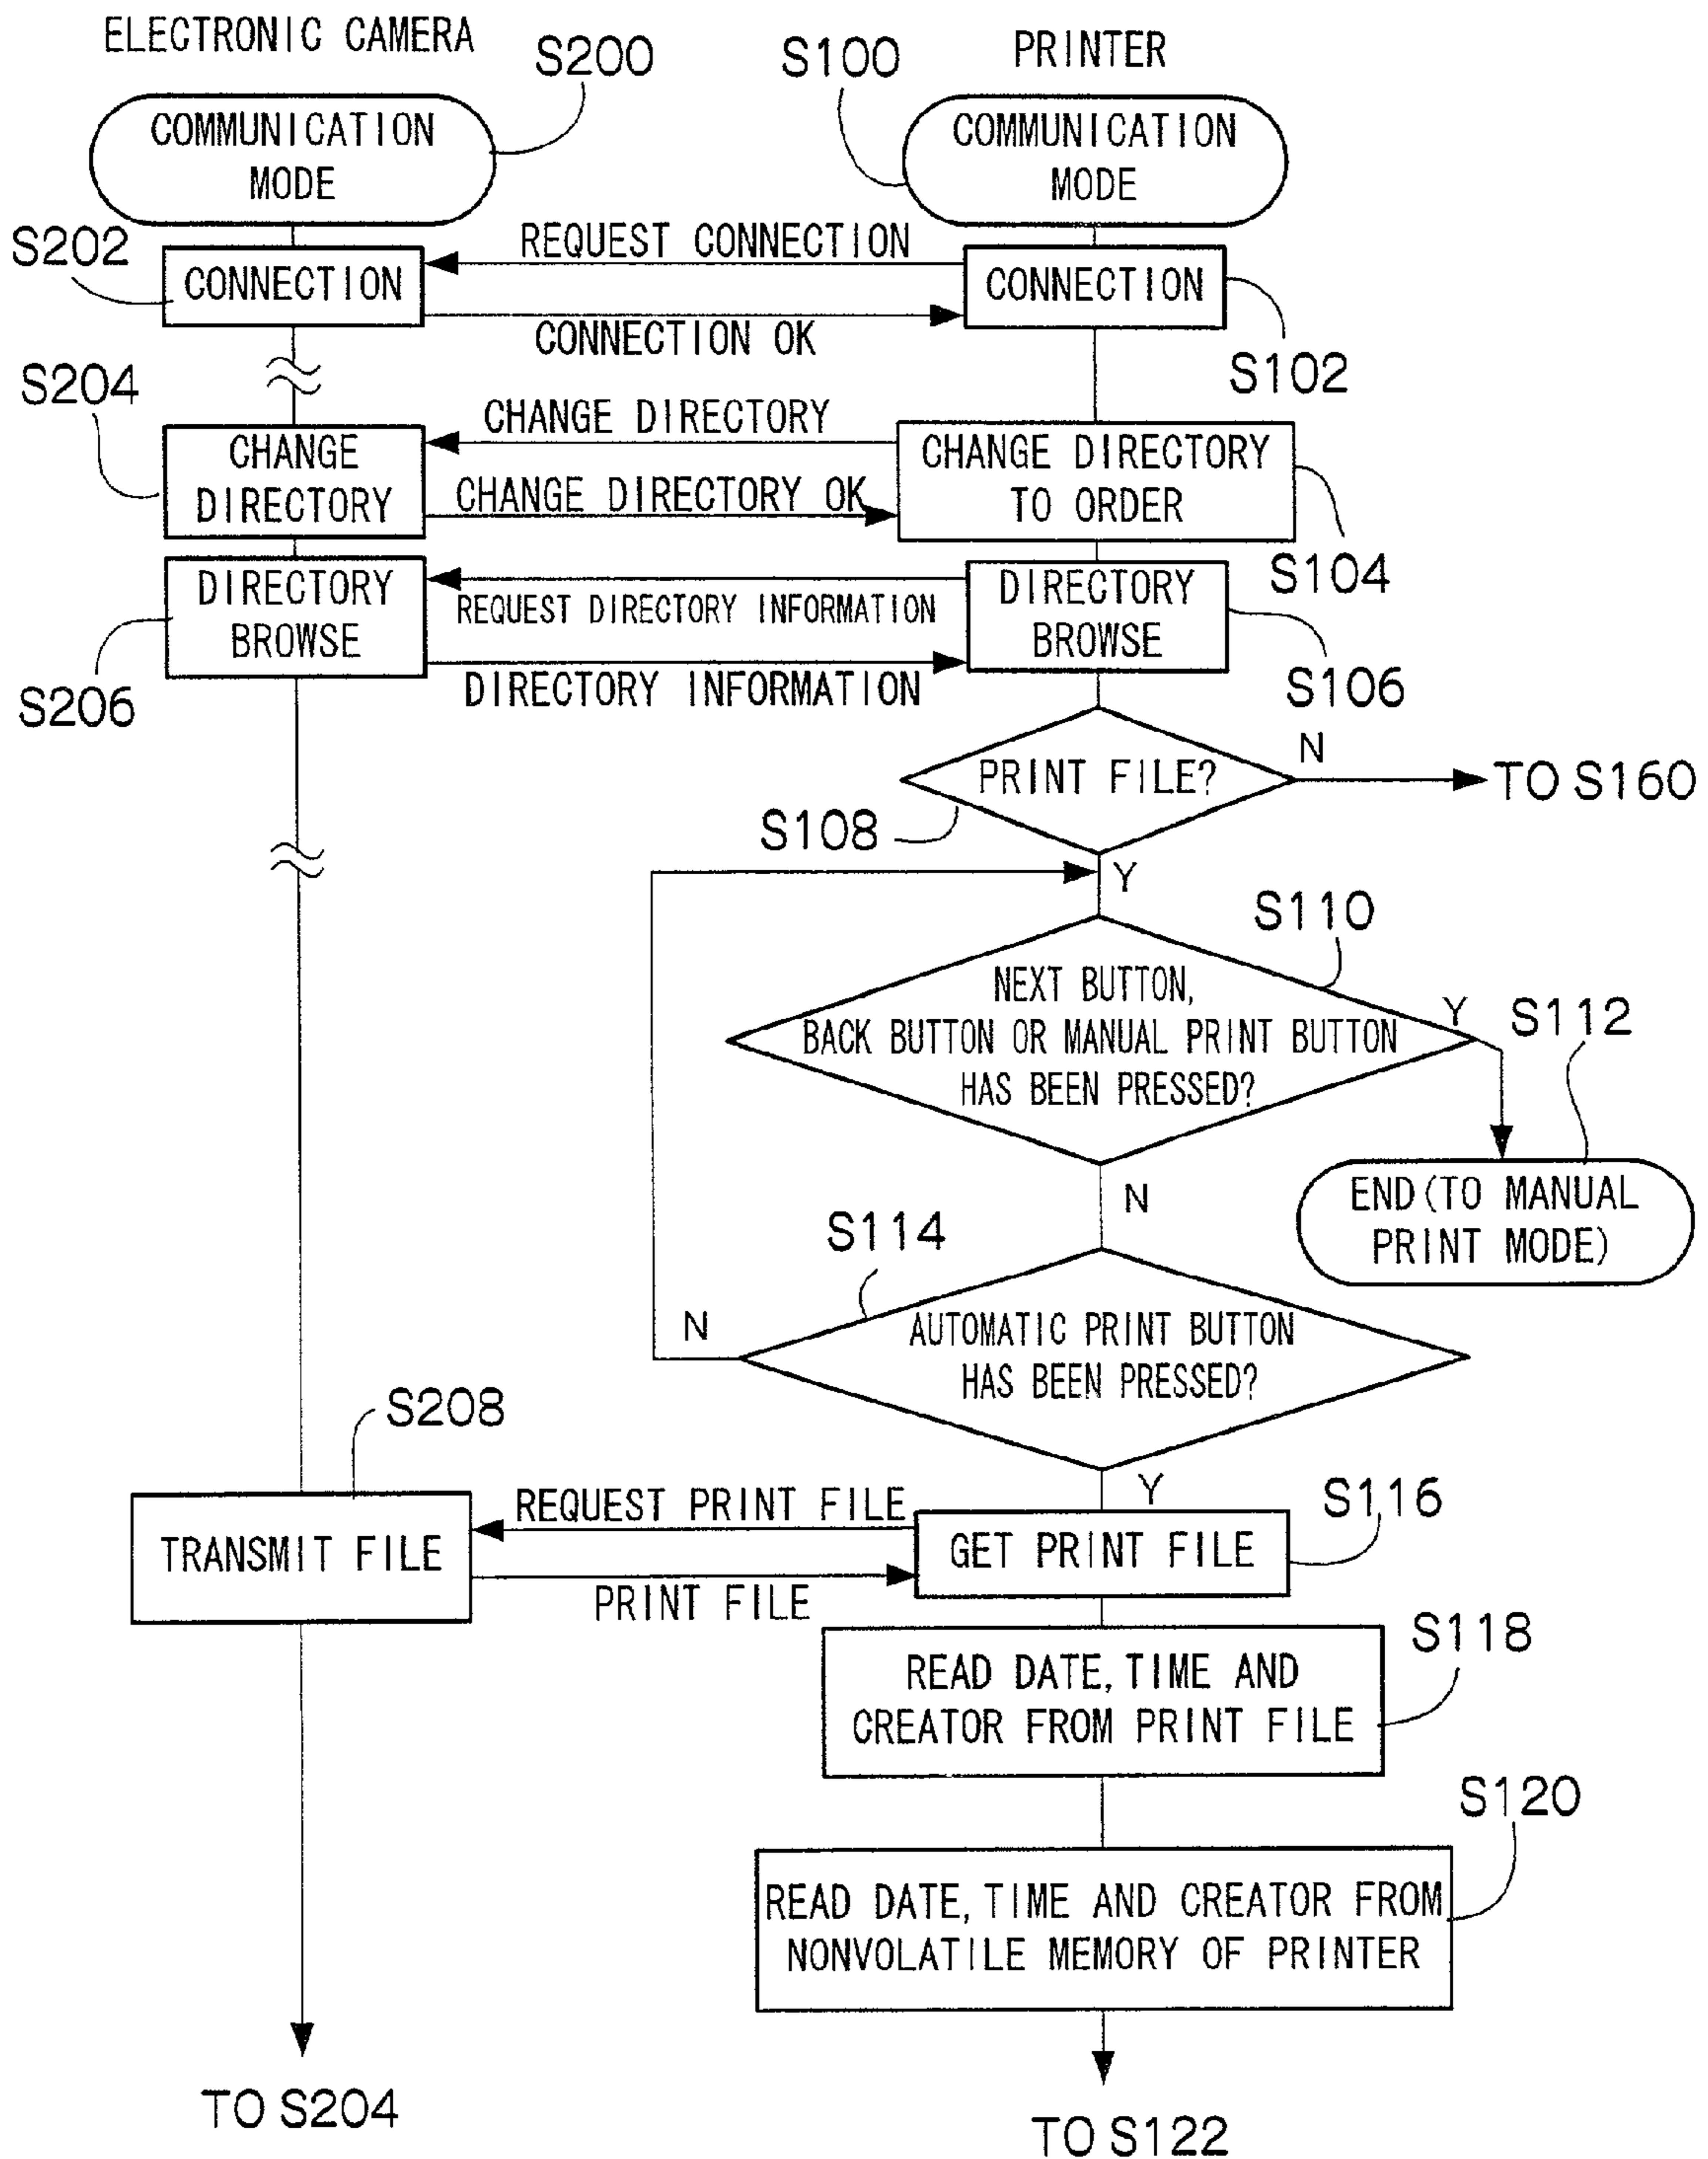 ELECTRONIC CAMERA
S200
S100
PRINTER
COMMUNICATION
MODE
COMMUNICATION
MODE
S202
REQUEST CONNECTION
CONNECTION
CONNECTION
CONNECTION OK
S102
S204
CHANGE DIRECTORY
CHANGE
DIRECTORY
CHANGE DIRECTORY
TO ORDER
CHANGE DIRECTORY OK
S104
DIRECTORY
BROWSE
REQUEST DIRECTORY INFORMATION
DIRECTORY
BROWSE
S206
DIRECTORY INFORMATION
S106
PRINT FILE?
N
TO S160
S108
Y
S110
NEXT BUTTON,
BACK BUTTON OR MANUAL PRINT BUTTON
HAS BEEN PRESSED?
Y
S112
N
END(TO MANUAL
PRINT MODE)
S114
N
AUTOMATIC PRINT BUTTON
HAS BEEN PRESSED?
S208
Y
REQUEST PRINT FILE
S116
TRANSMIT FILE
GET PRINT FILE
PRINT FILE
S118
READ DATE, TIME AND
CREATOR FROM PRINT FILE
S120
READ DATE, TIME AND CREATOR FROM
NONVOLATILE MEMORY OF PRINTER
TO S204
TO S122